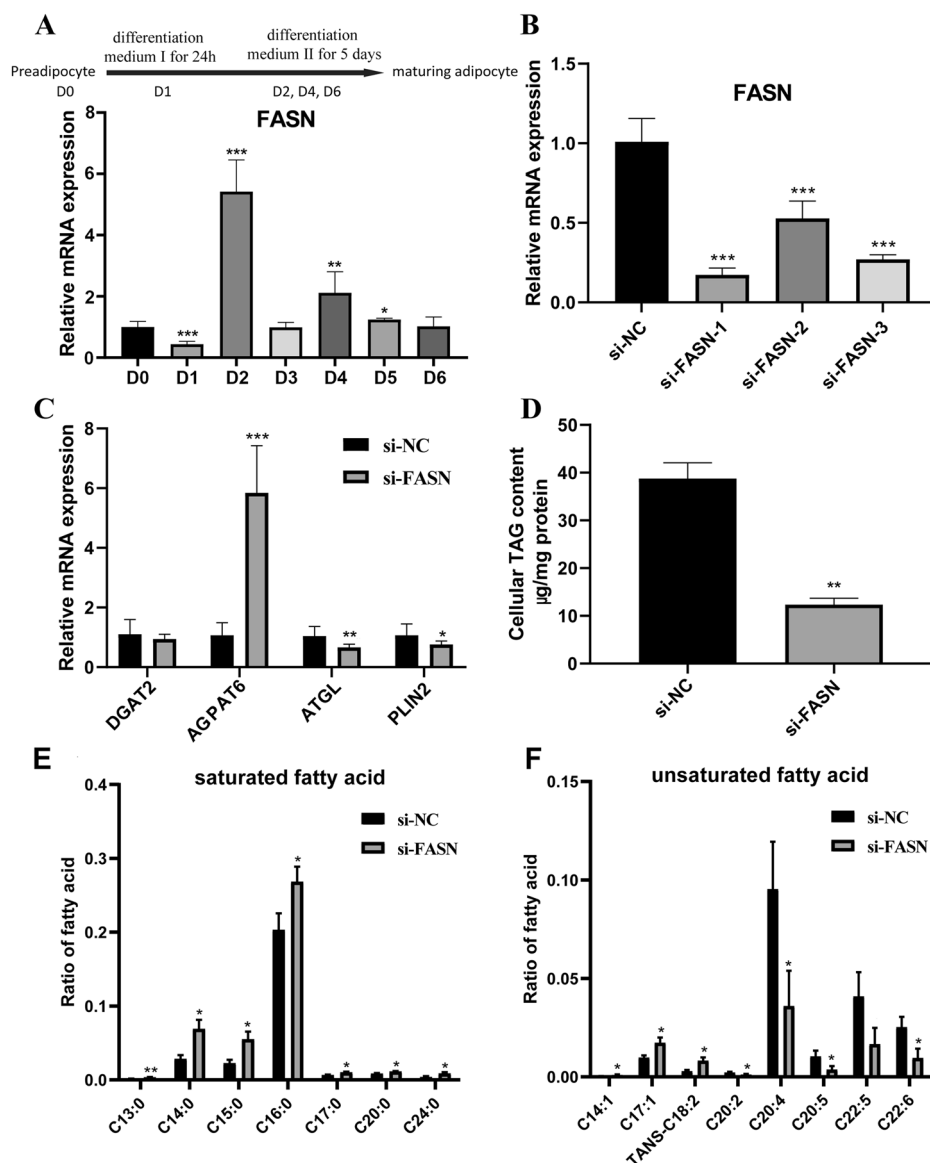 A
differentiation
medium I for 24h
differentiation
medium II for 5 days
Preadipocyte
maturing adipocyte
D0
D1
D2, D4, D6
FASN
Relative mRNA expression
8
6
4
2
0
***
***
**
*
D0 D1 D2 D3 D4 D5 D6
B
FASN
Relative mRNA expression
1.5
1.0
0.5
0.0
***
***
***
si-NC
si-FASN-1
si-FASN-2
si-FASN-3
C
Relative mRNA expression
8
6
4
2
0
***
**
*
si-NC
si-FASN
DGAT2
AGPAT6
ATGL
PLIN2
D
Cellular TAG content
µg/mg protein
50
40
30
20
10
0
**
si-NC
si-FASN
E
saturated fatty acid
Ratio of fatty acid
0.4
0.3
0.2
0.1
0.0
si-NC
si-FASN
**
*
*
*
*
*
*
C13:0
C14:0
C15:0
C16:0
C17:0
C20:0
C24:0
F
unsaturated fatty acid
Ratio of fatty acid
0.15
0.10
0.05
0.00
si-NC
si-FASN
*
*
*
*
*
*
*
C14:1
C17:1
TANS-C18:2
C20:2
C20:4
C20:5
C22:5
C22:6